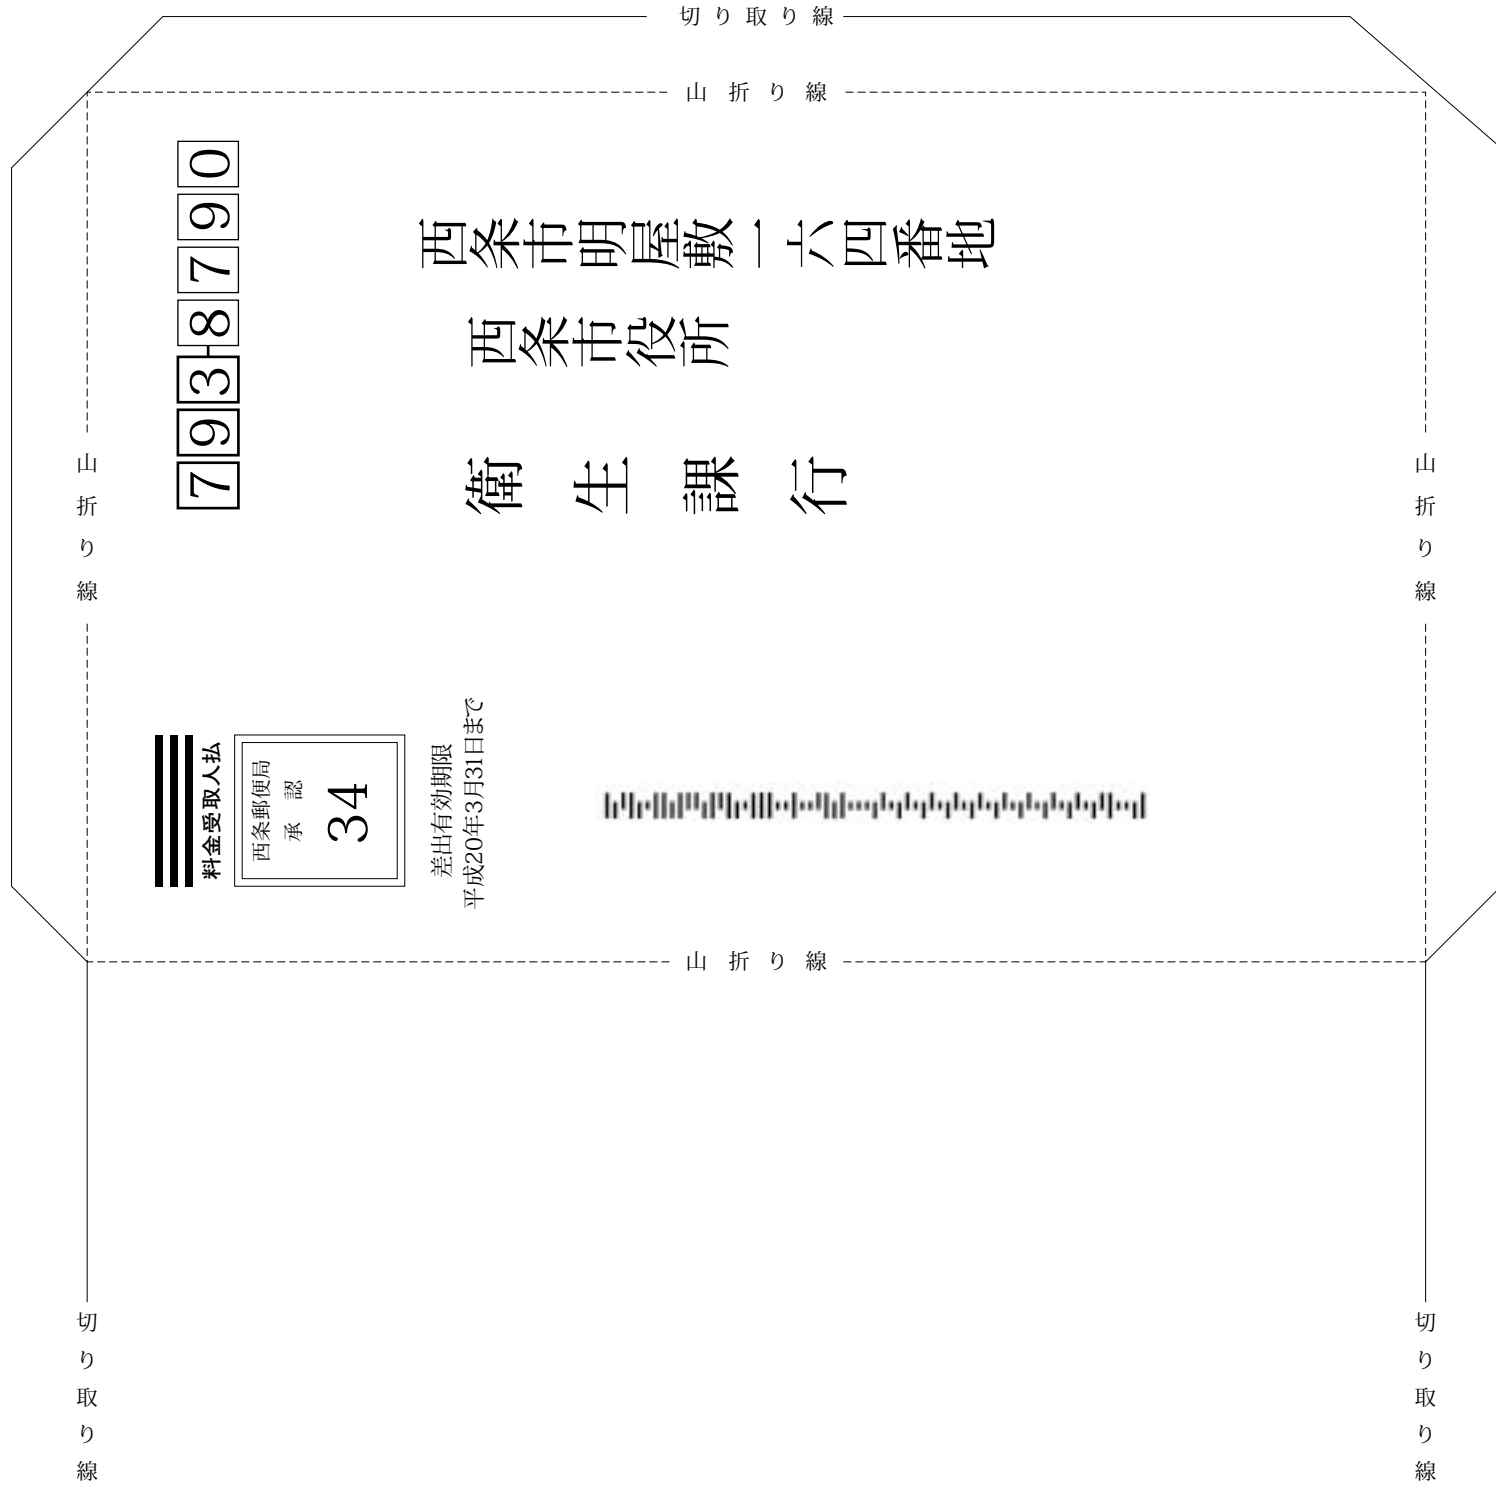 切り取り線
山折り線
793-8790
西条市明屋敷一六四番地
西条市役所
衛生課行
山折り線
山折り線
料金受取人払
西条郵便局
承認
34
差出有効期限
平成20年3月31日まで
山折り線
切り取り線
切り取り線